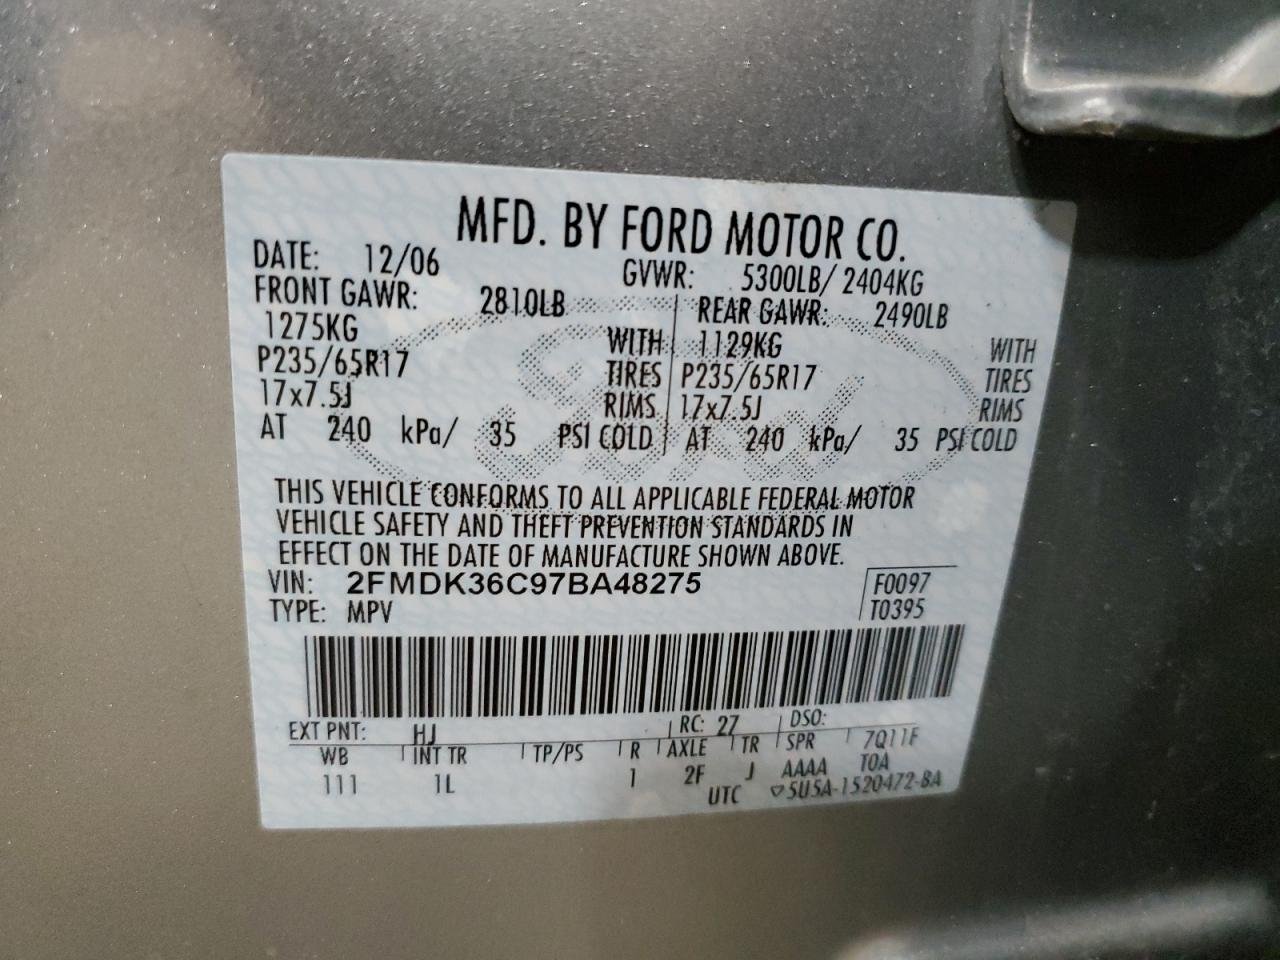 MFD. BY FORD MOTOR CO.
DATE: 12/06 GVWR: 5300LB/ 2404KG
FRONT GAWR: 2810LB REAR GAWR: 2490LB
1275KG WITH 1129KG WITH
P235/65R17 TIRES P235/65R17 TIRES
17x7.5J RIMS 17x7.5J RIMS
AT 240 kPa/ 35 PSI COLD AT 240 kPa/ 35 PSI COLD
THIS VEHICLE CONFORMS TO ALL APPLICABLE FEDERAL MOTOR
VEHICLE SAFETY AND THEFT PREVENTION STANDARDS IN
EFFECT ON THE DATE OF MANUFACTURE SHOWN ABOVE.
VIN: 2FMDK36C97BA48275 F0097
TYPE: MPV T0395
EXT PNT: HJ RC: 27 DSO:
WB INT TR TP/PS R AXLE TR SPR 7Q11F
111 1L 1 2F J AAAA TOA
UTC ▽5U5A-1520472-BA
Ford